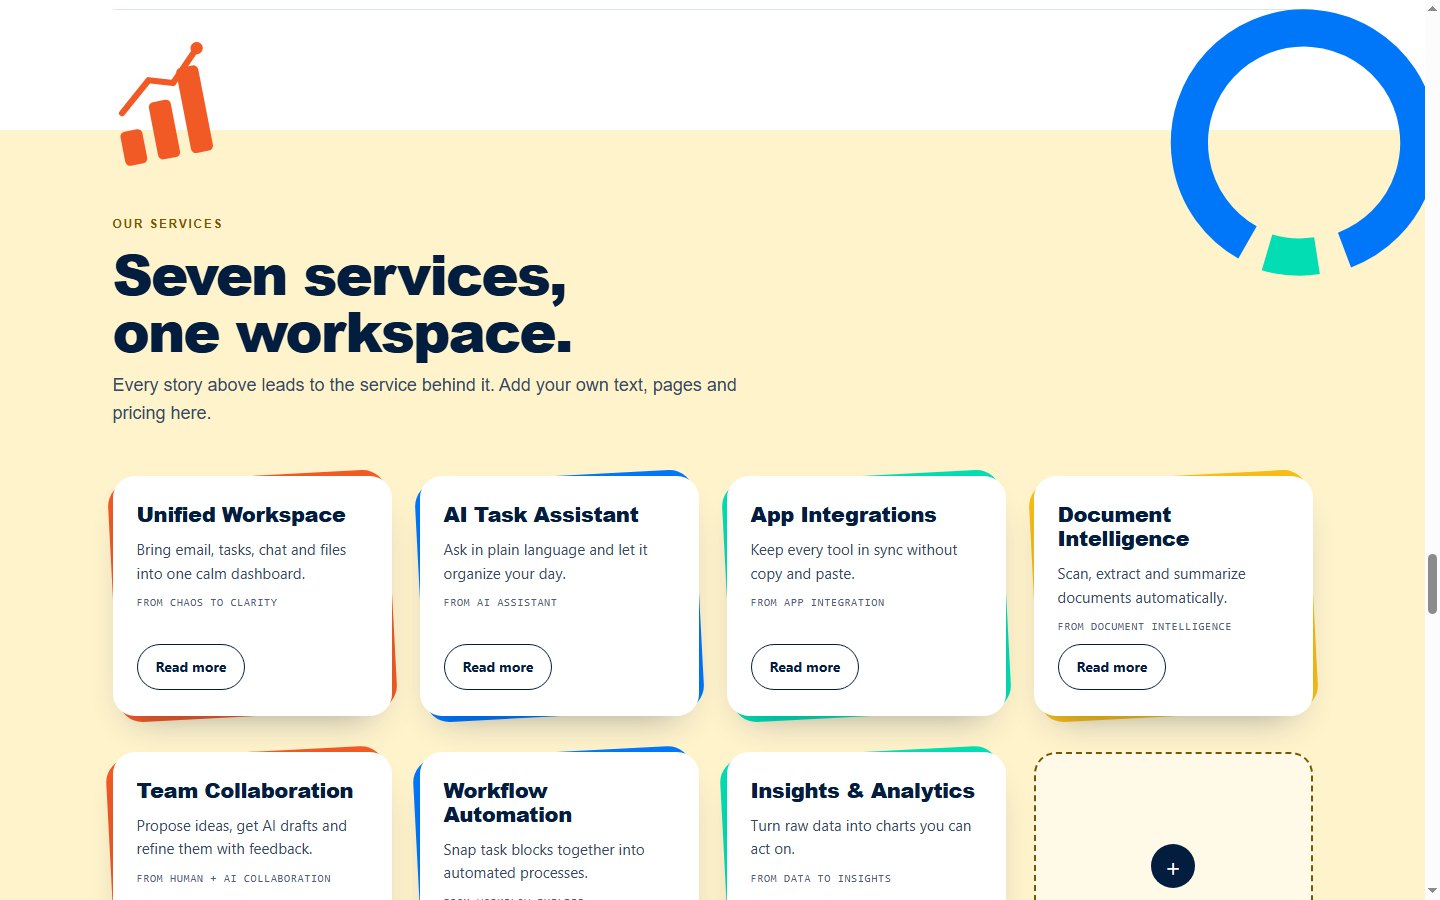 OUR SERVICES
Seven services,
one workspace.
Every story above leads to the service behind it. Add your own text, pages and
pricing here.
Unified Workspace
Bring email, tasks, chat and files
into one calm dashboard.
FROM CHAOS TO CLARITY
Read more
AI Task Assistant
Ask in plain language and let it
organize your day.
FROM AI ASSISTANT
Read more
App Integrations
Keep every tool in sync without
copy and paste.
FROM APP INTEGRATION
Read more
Document
Intelligence
Scan, extract and summarize
documents automatically.
FROM DOCUMENT INTELLIGENCE
Read more
Team Collaboration
Propose ideas, get AI drafts and
refine them with feedback.
FROM HUMAN + AI COLLABORATION
Workflow
Automation
Snap task blocks together into
automated processes.
Insights & Analytics
Turn raw data into charts you can
act on.
FROM DATA TO INSIGHTS
+